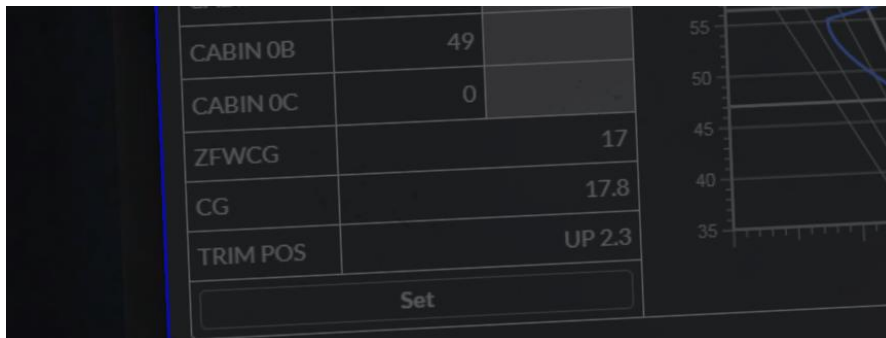 CABIN 0B 49
CABIN 0C 0
ZFWCG 17
CG 17.8
TRIM POS UP 2.3
Set
55
50
45
40
35